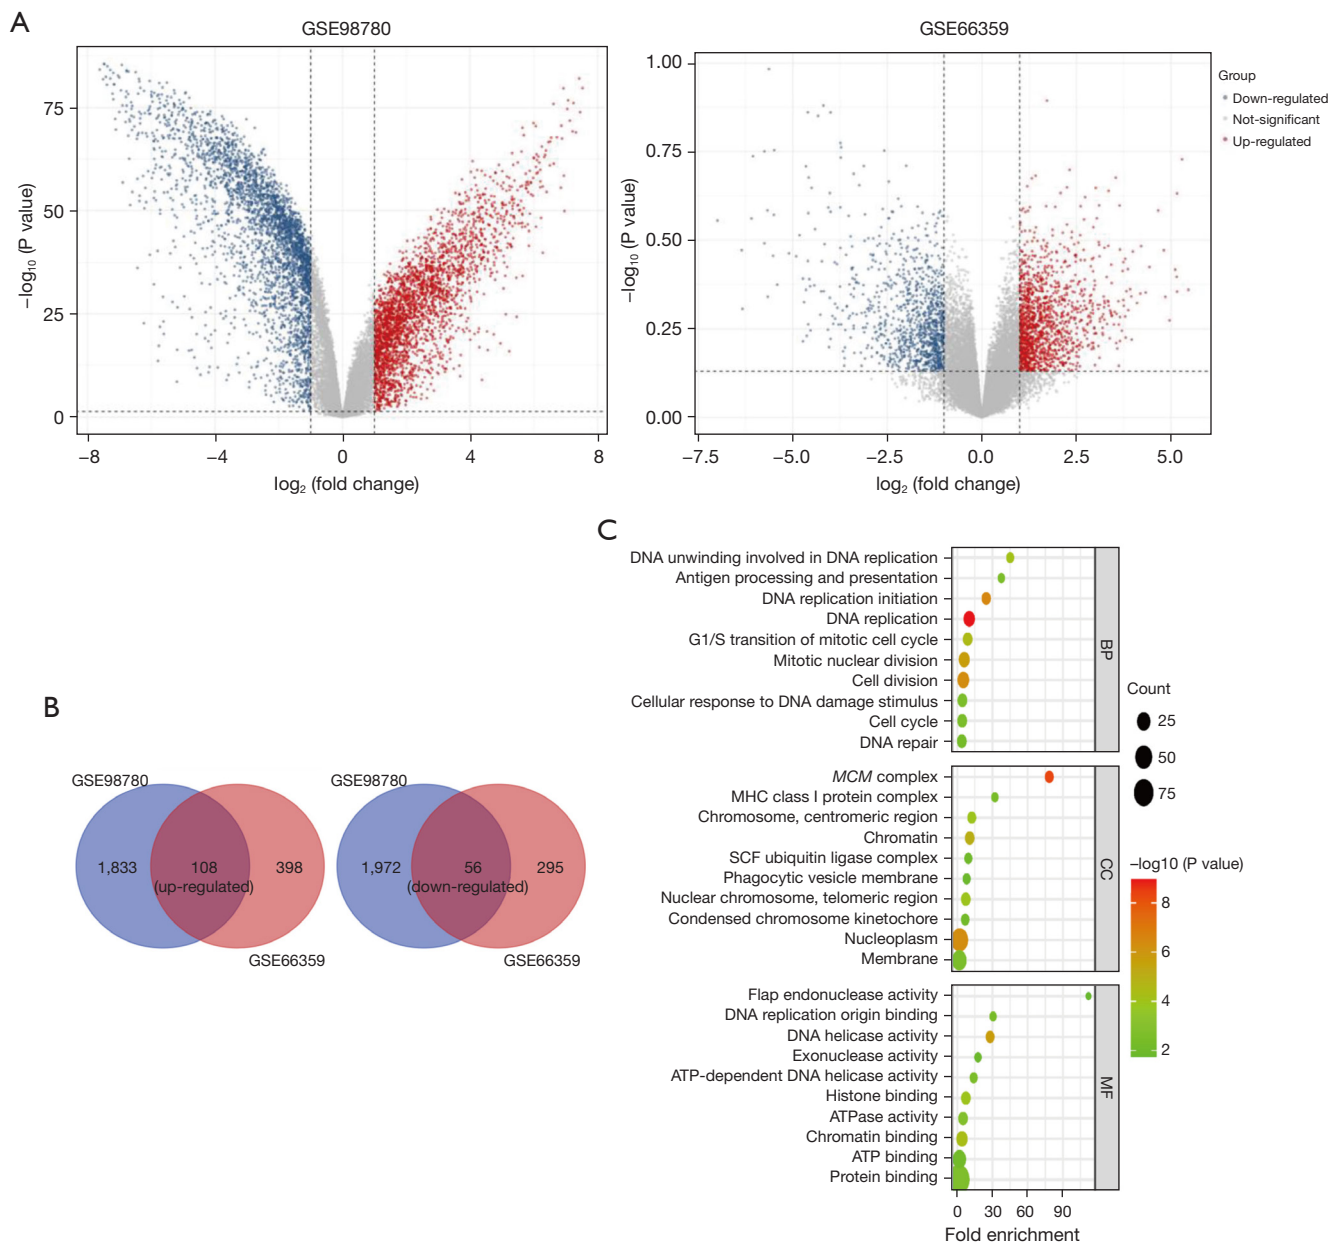 A
GSE98780
−log10 (P value)
75
50
25
0
−8
−4
0
4
8
log2 (fold change)
GSE66359
−log10 (P value)
1.00
0.75
0.50
0.25
0.00
−7.5
−5.0
−2.5
0.0
2.5
5.0
log2 (fold change)
Group
Down-regulated
Not-significant
Up-regulated
B
GSE98780
1,833
108
(up-regulated)
398
GSE66359
GSE98780
1,972
56
(down-regulated)
295
GSE66359
C
DNA unwinding involved in DNA replication
Antigen processing and presentation
DNA replication initiation
DNA replication
G1/S transition of mitotic cell cycle
Mitotic nuclear division
Cell division
Cellular response to DNA damage stimulus
Cell cycle
DNA repair
BP
MCM complex
MHC class I protein complex
Chromosome, centromeric region
Chromatin
SCF ubiquitin ligase complex
Phagocytic vesicle membrane
Nuclear chromosome, telomeric region
Condensed chromosome kinetochore
Nucleoplasm
Membrane
CC
Flap endonuclease activity
DNA replication origin binding
DNA helicase activity
Exonuclease activity
ATP-dependent DNA helicase activity
Histone binding
ATPase activity
Chromatin binding
ATP binding
Protein binding
MF
0
30
60
90
Fold enrichment
Count
25
50
75
−log10 (P value)
8
6
4
2